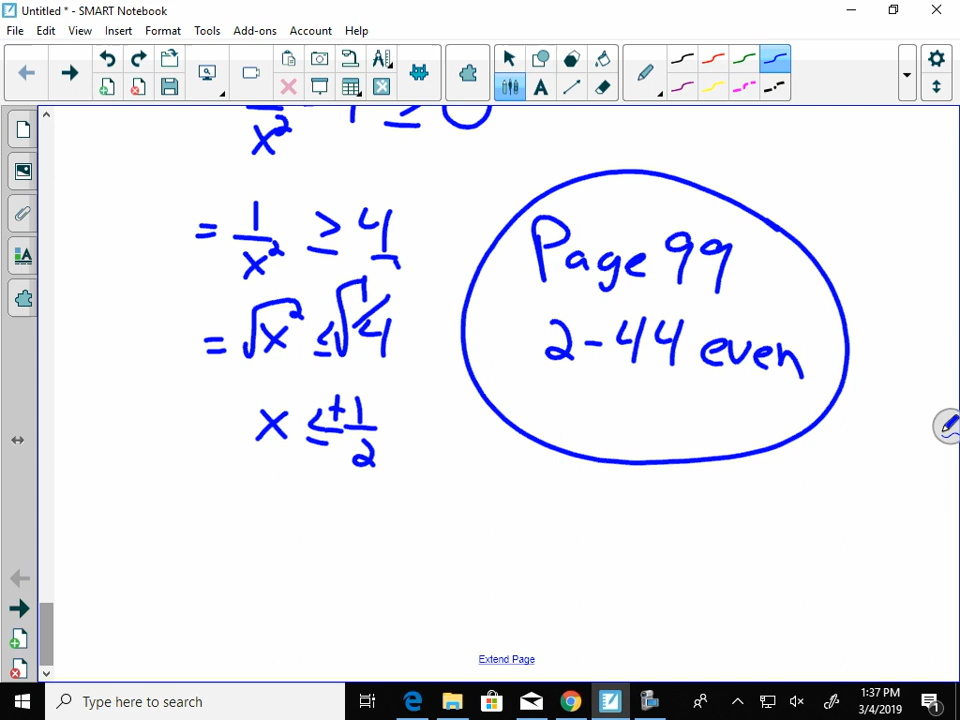 Untitled * - SMART Notebook
File Edit View Insert Format Tools Add-ons Account Help
x²  ≥
= 1/x² ≥ 4/1
= √x² ≤ √1/4
x ≤ ± 1/2
Page 99
2-44 even
Extend Page
Type here to search
1:37 PM
3/4/2019
1